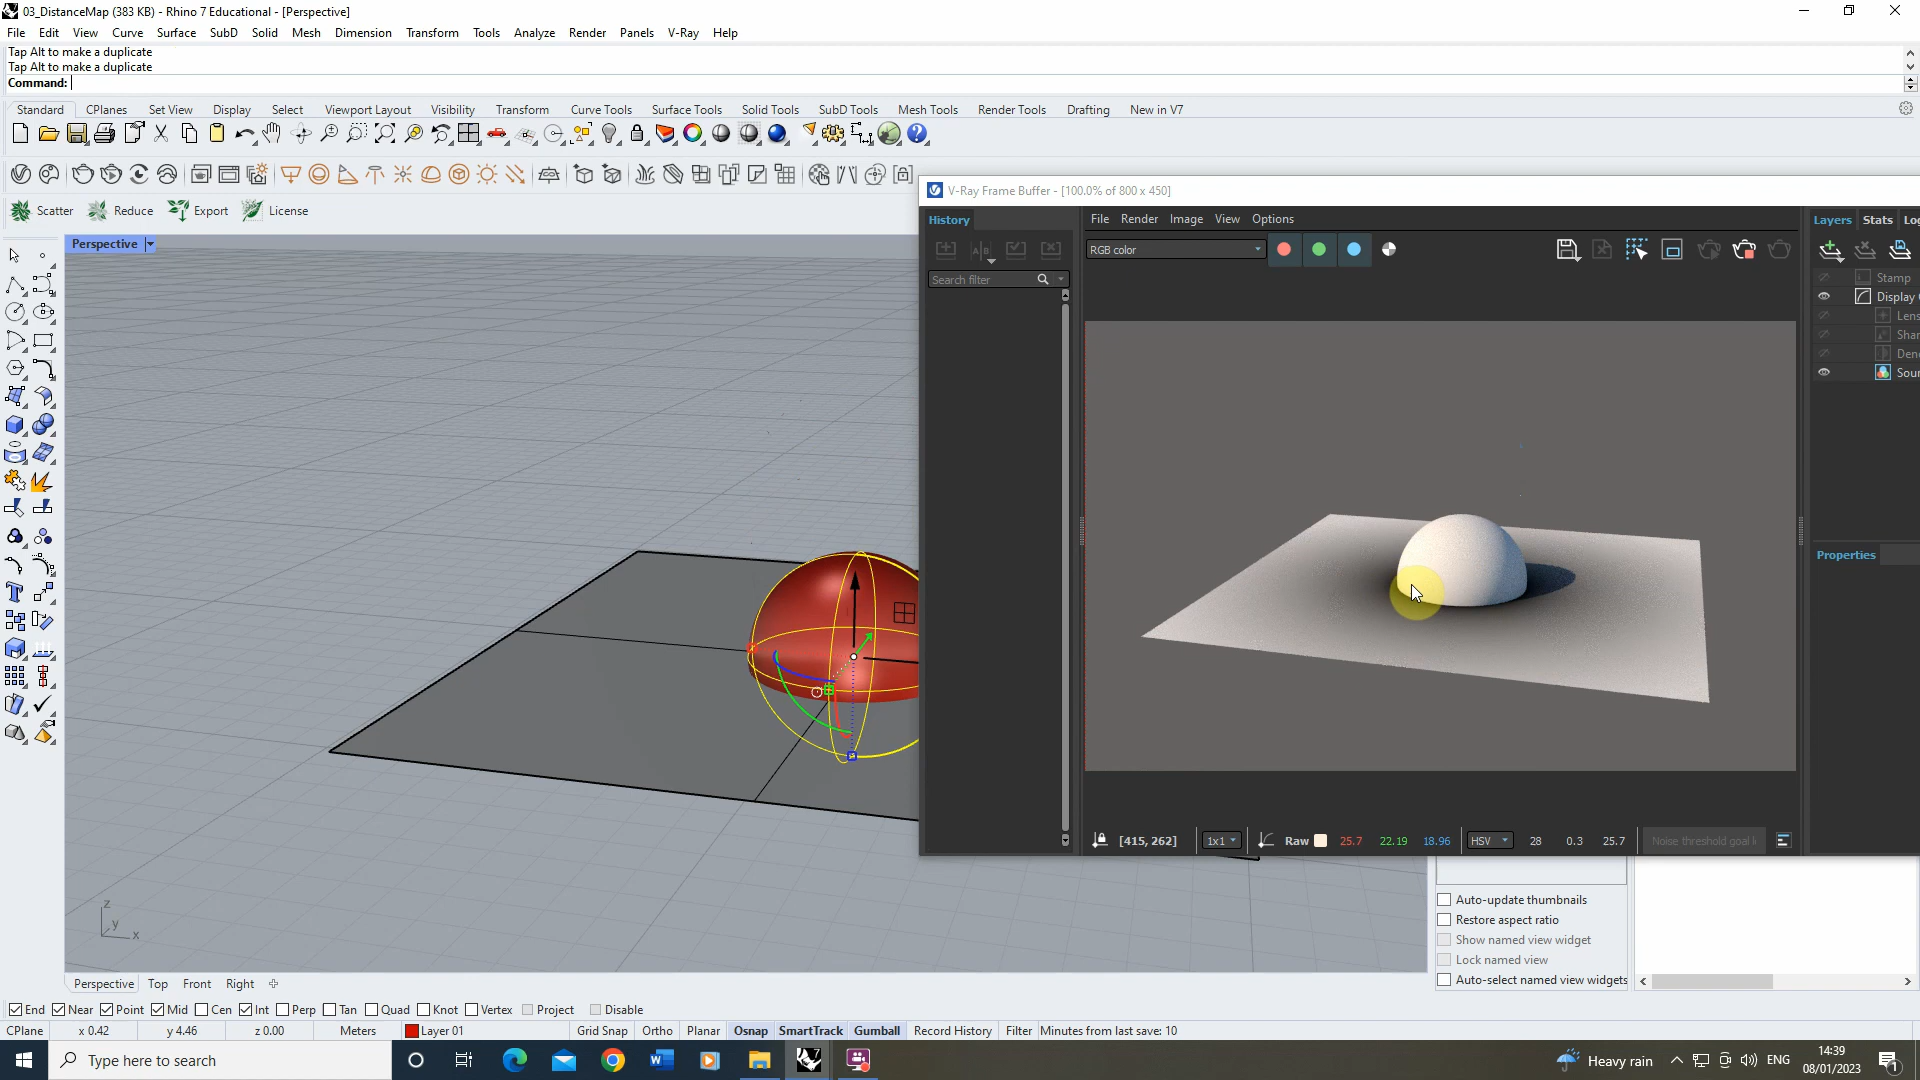 03_DistanceMap (383 KB) - Rhino 7 Educational - [Perspective]
File Edit View Curve Surface SubD Solid Mesh Dimension Transform Tools Analyze Render Panels V-Ray Help
Tap Alt to make a duplicate
Tap Alt to make a duplicate
Command:
Standard CPlanes Set View Display Select Viewport Layout Visibility Transform Curve Tools Surface Tools Solid Tools SubD Tools Mesh Tools Render Tools Drafting New in V7
Scatter Reduce Export License
Perspective
V-Ray Frame Buffer - [100.0% of 800 x 450]
History File Render Image View Options Layers Stats Log
RGB color
Search filter
Stamp
Display
Lens
Shar
Den
Sour
Properties
[415, 262] 1x1 Raw 25.7 22.19 18.96 HSV 28 0.3 25.7 Noise threshold goal
Auto-update thumbnails
Restore aspect ratio
Show named view widget
Lock named view
Auto-select named view widgets
z
y
x
Perspective Top Front Right
End Near Point Mid Cen Int Perp Tan Quad Knot Vertex Project Disable
CPlane x 0.42 y 4.46 z 0.00 Meters Layer 01 Grid Snap Ortho Planar Osnap SmartTrack Gumball Record History Filter Minutes from last save: 10
Type here to search
Heavy rain ENG 14:39
08/01/2023
1